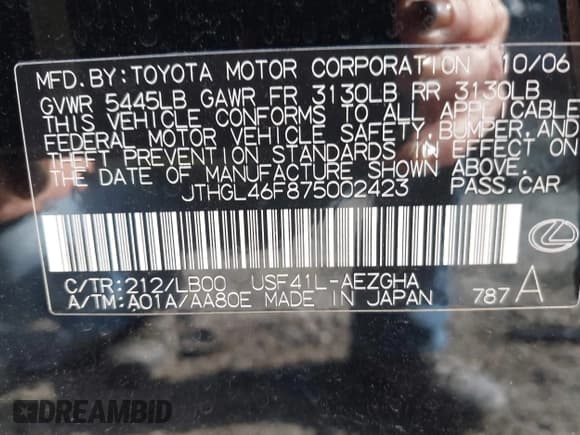 MFD. BY: TOYOTA MOTOR CORPORATION 10/06
GVWR 5445LB GAWR FR 3130LB RR 3130LB
THIS VEHICLE CONFORMS TO ALL APPLICABLE
FEDERAL MOTOR VEHICLE SAFETY, BUMPER, AND
THEFT PREVENTION STANDARDS IN EFFECT ON
THE DATE OF MANUFACTURE SHOWN ABOVE.
JTHGL46F875002423 PASS. CAR
C/TR: 212/LB00 USF41L-AEZGHA
A/TM: A01A/AA80E MADE IN JAPAN 787 A
DREAMBID